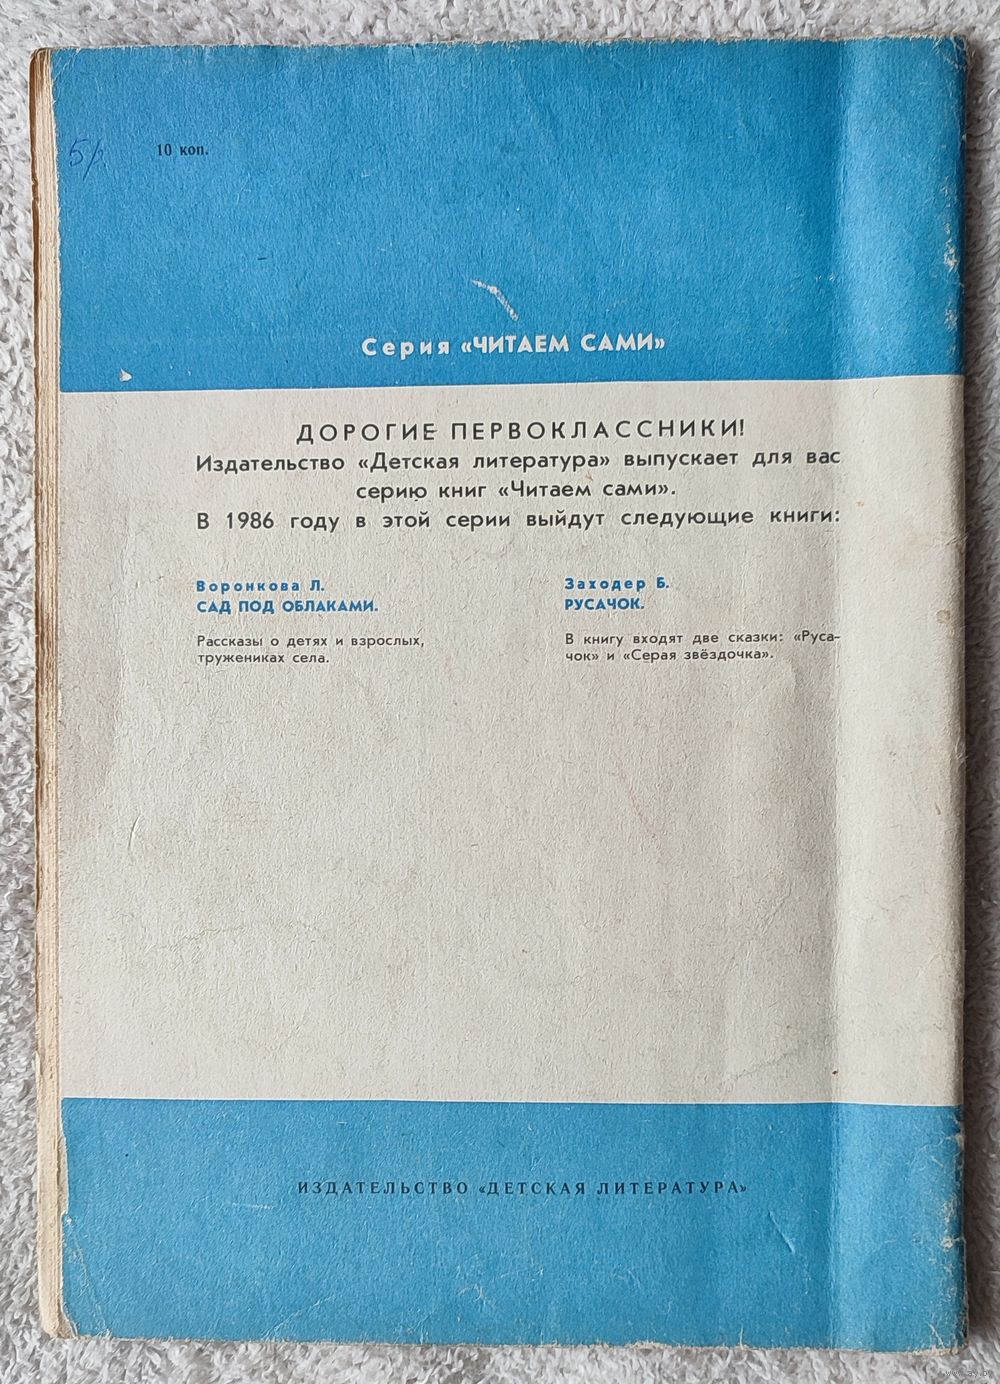 5р.
10 коп.
Серия «ЧИТАЕМ САМИ»
ДОРОГИЕ ПЕРВОКЛАССНИКИ!
Издательство «Детская литература» выпускает для вас
серию книг «Читаем сами».
В 1986 году в этой серии выйдут следующие книги:
Воронкова Л.
САД ПОД ОБЛАКАМИ.
Рассказы о детях и взрослых,
тружениках села.
Заходер Б.
РУСАЧОК.
В книгу входят две сказки: «Руса-
чок» и «Серая звёздочка».
ИЗДАТЕЛЬСТВО «ДЕТСКАЯ ЛИТЕРАТУРА»